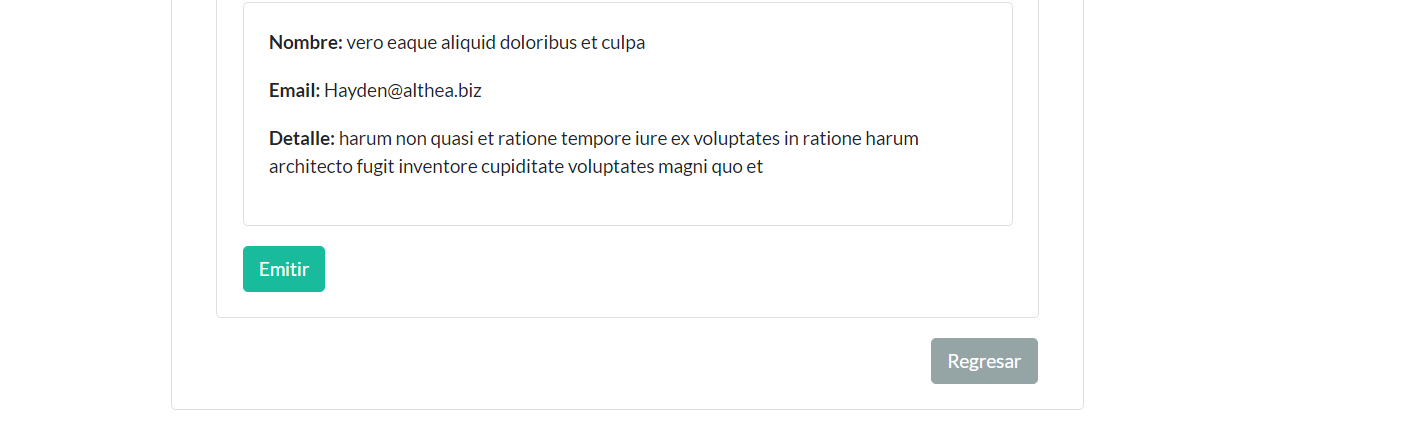 Nombre: vero eaque aliquid doloribus et culpa
Email: Hayden@althea.biz
Detalle: harum non quasi et ratione tempore iure ex voluptates in ratione harum
architecto fugit inventore cupiditate voluptates magni quo et
Emitir
Regresar